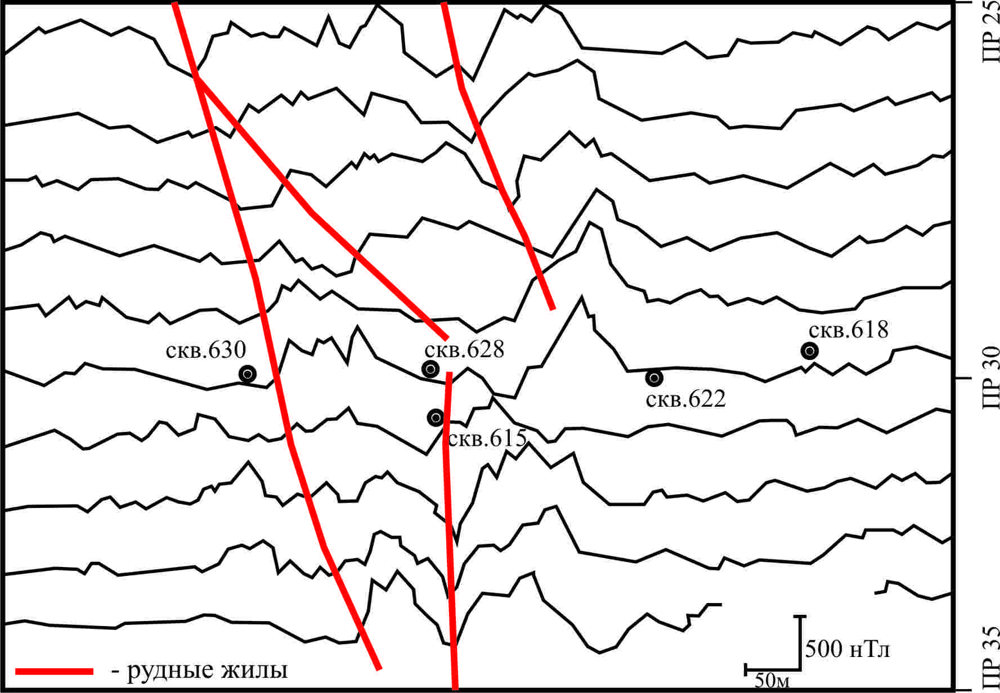 ПР 25
скв.630
скв.628
скв.618
ПР 30
скв.622
скв.615
500 нТл
50м
- рудные жилы
ПР 35